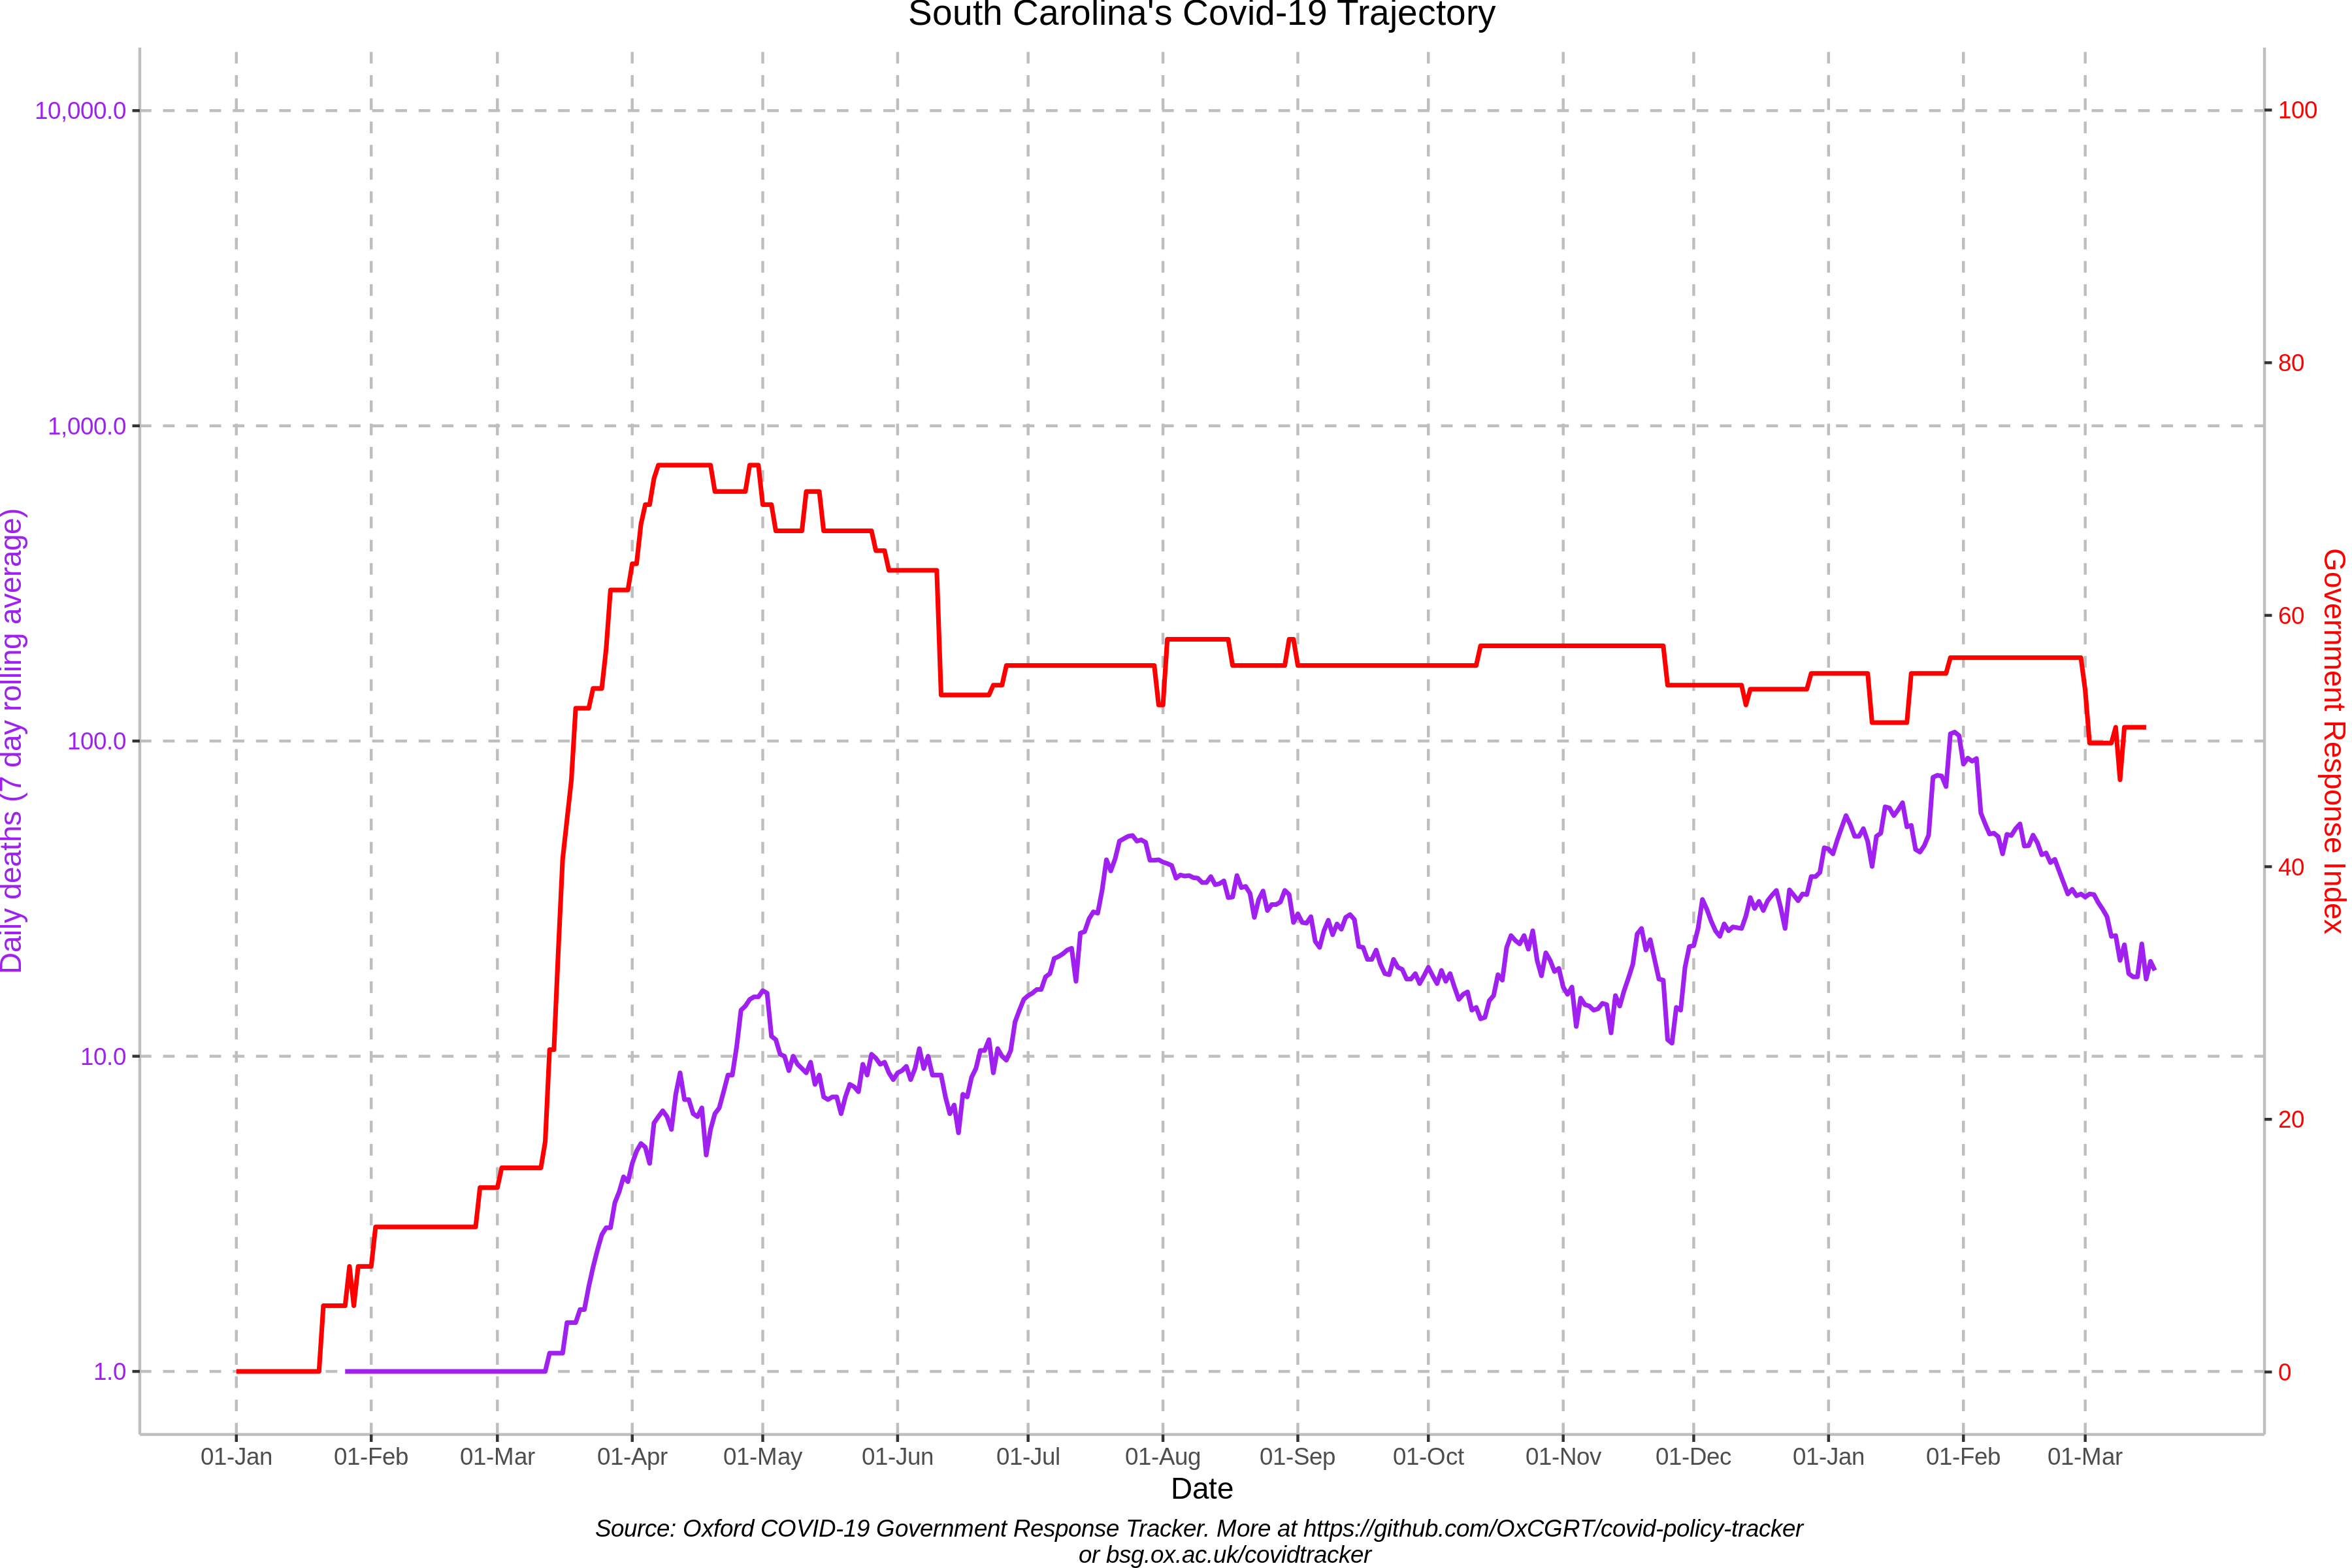 South Carolina's Covid-19 Trajectory
10,000.0
1,000.0
100.0
10.0
1.0
Daily deaths (7 day rolling average)
100
80
60
40
20
0
Government Response Index
01-Jan 01-Feb 01-Mar 01-Apr 01-May 01-Jun 01-Jul 01-Aug 01-Sep 01-Oct 01-Nov 01-Dec 01-Jan 01-Feb 01-Mar
Date
Source: Oxford COVID-19 Government Response Tracker. More at https://github.com/OxCGRT/covid-policy-tracker
or bsg.ox.ac.uk/covidtracker